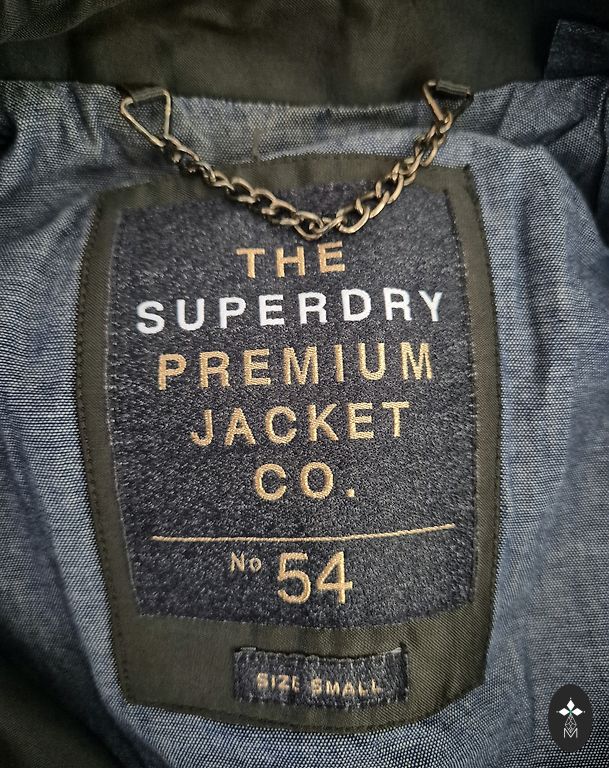 THE
SUPERDRY
PREMIUM
JACKET
CO.
No 54
SIZE SMALL
M